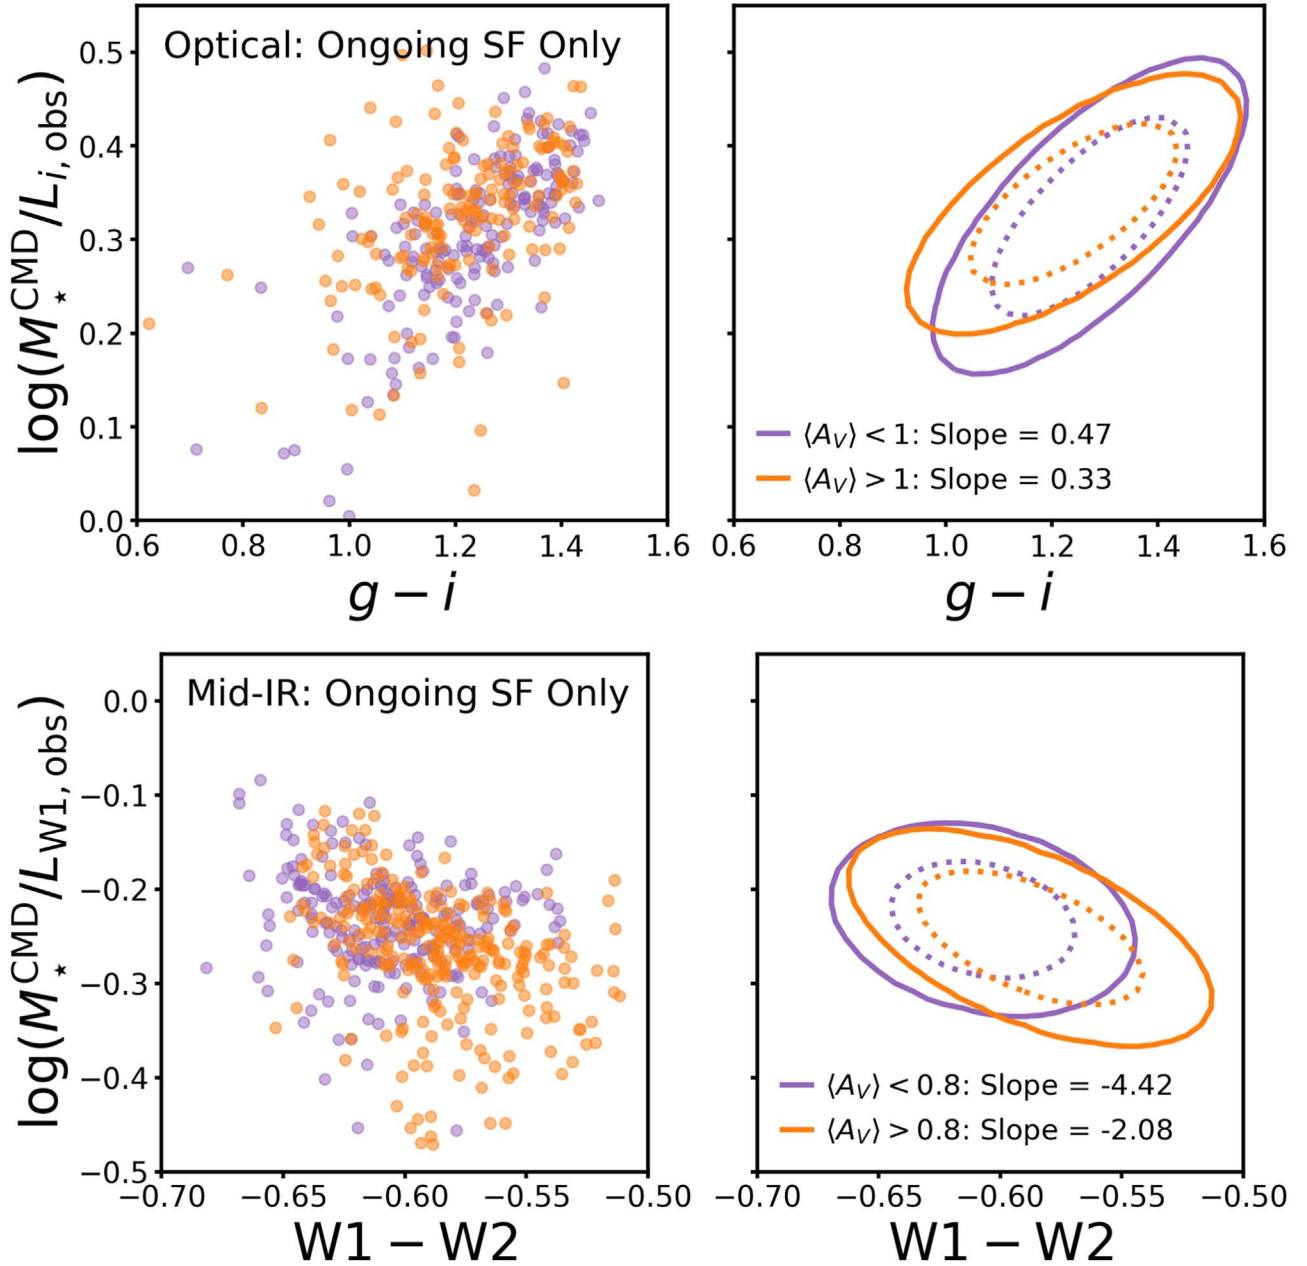 Optical: Ongoing SF Only
log(M⋆^CMD/L_i, obs)
0.5
0.4
0.3
0.2
0.1
0.0
0.6 0.8 1.0 1.2 1.4 1.6
g − i
⟨A_V⟩ < 1: Slope = 0.47
⟨A_V⟩ > 1: Slope = 0.33
0.6 0.8 1.0 1.2 1.4 1.6
g − i
Mid-IR: Ongoing SF Only
log(M⋆^CMD/L_W1, obs)
0.0
−0.1
−0.2
−0.3
−0.4
−0.5
−0.70 −0.65 −0.60 −0.55 −0.50
W1 − W2
⟨A_V⟩ < 0.8: Slope = -4.42
⟨A_V⟩ > 0.8: Slope = -2.08
−0.70 −0.65 −0.60 −0.55 −0.50
W1 − W2